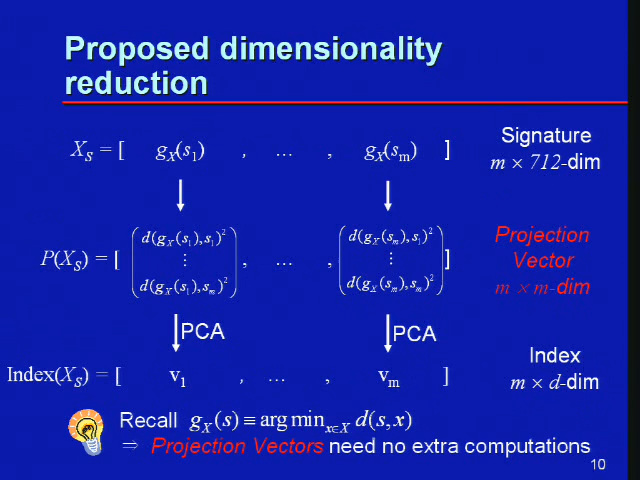 Proposed dimensionality
reduction
X_S = [ g_X(s_1) , … , g_X(s_m) ]
Signature
m × 712-dim
P(X_S) = [ (d(g_X(s_1),s_1)^2 ⋮ d(g_X(s_1),s_m)^2) , … , (d(g_X(s_m),s_1)^2 ⋮ d(g_X(s_m),s_m)^2) ]
Projection
Vector
m × m-dim
PCA PCA
Index(X_S) = [ v_1 , … , v_m ]
Index
m × d-dim
Recall g_X(s) ≡ arg min_{x∈X} d(s,x)
⇒ Projection Vectors need no extra computations
10